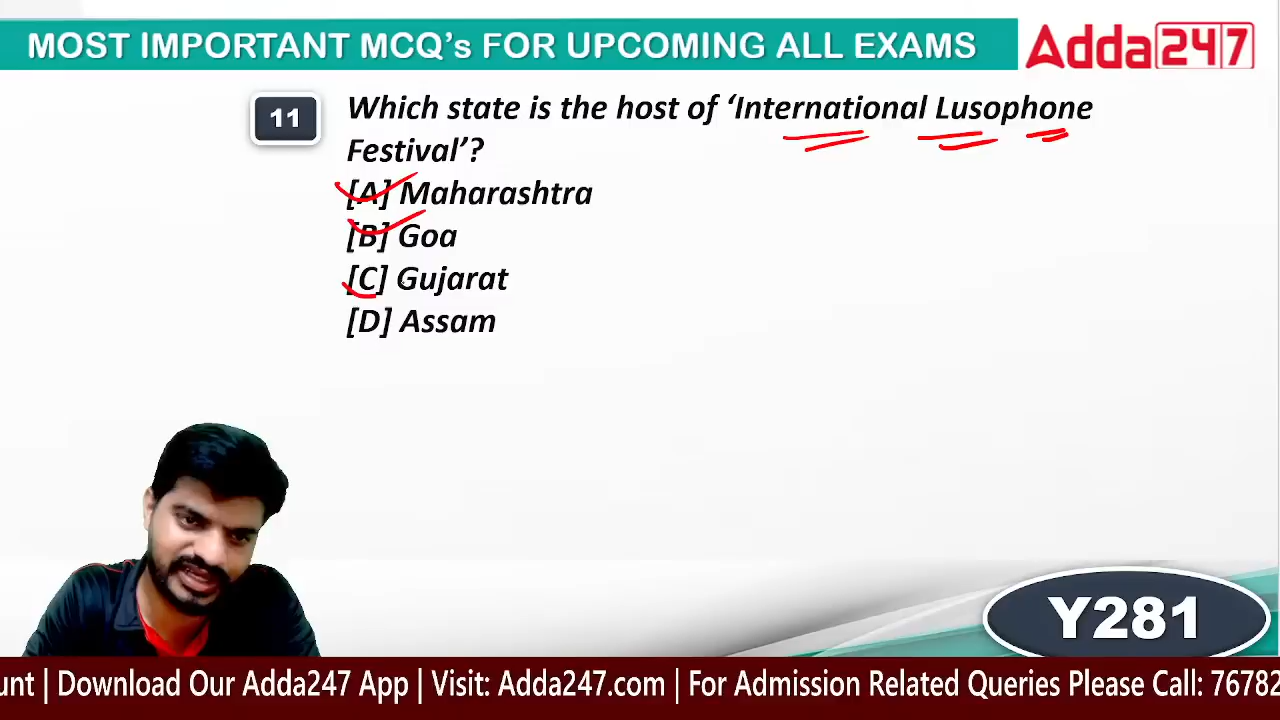 MOST IMPORTANT MCQ's FOR UPCOMING ALL EXAMS
Adda247
11
Which state is the host of ‘International Lusophone
Festival’?
[A] Maharashtra
[B] Goa
[C] Gujarat
[D] Assam
Y281
unt | Download Our Adda247 App | Visit: Adda247.com | For Admission Related Queries Please Call: 76782